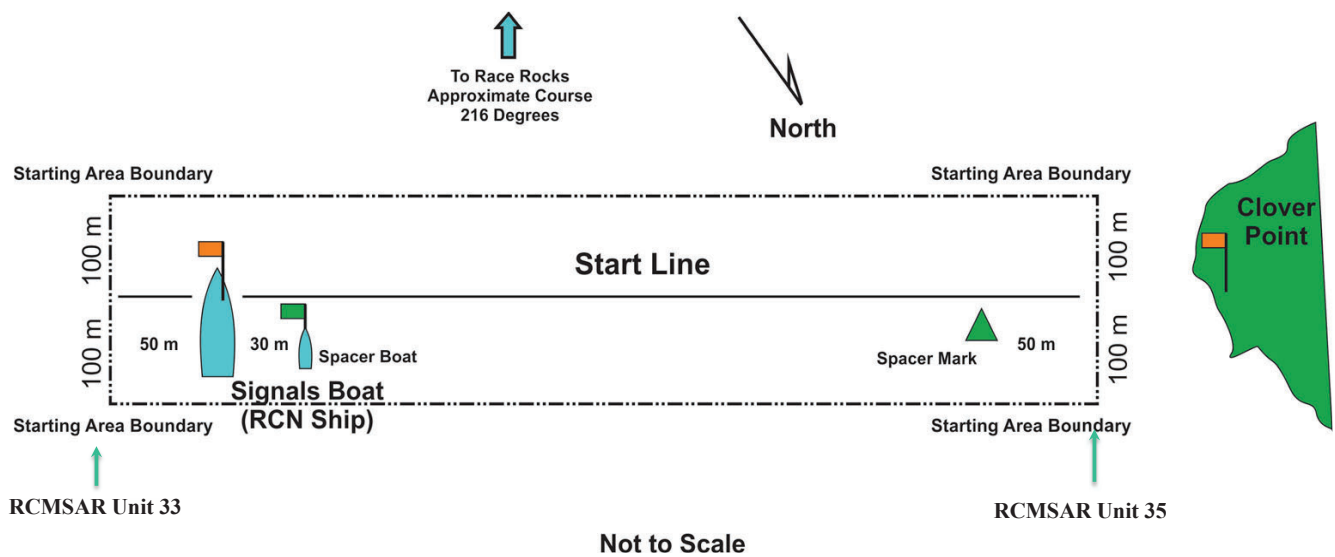 To Race Rocks
Approximate Course
216 Degrees
North
Starting Area Boundary
Starting Area Boundary
Clover
Point
100 m
100 m
Start Line
100 m
100 m
50 m
30 m
Spacer Boat
Spacer Mark
50 m
Signals Boat
(RCN Ship)
Starting Area Boundary
Starting Area Boundary
RCMSAR Unit 33
RCMSAR Unit 35
Not to Scale